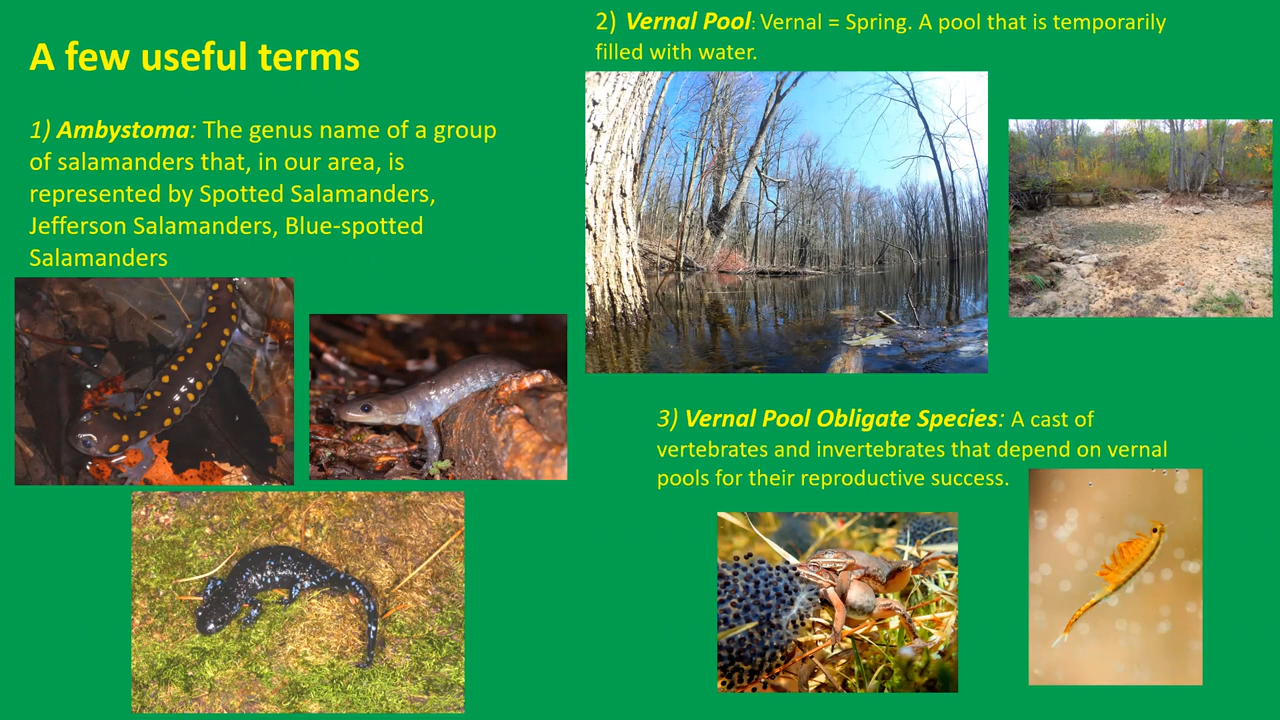 A few useful terms
1) Ambystoma: The genus name of a group
of salamanders that, in our area, is
represented by Spotted Salamanders,
Jefferson Salamanders, Blue-spotted
Salamanders
2) Vernal Pool: Vernal = Spring. A pool that is temporarily
filled with water.
3) Vernal Pool Obligate Species: A cast of
vertebrates and invertebrates that depend on vernal
pools for their reproductive success.